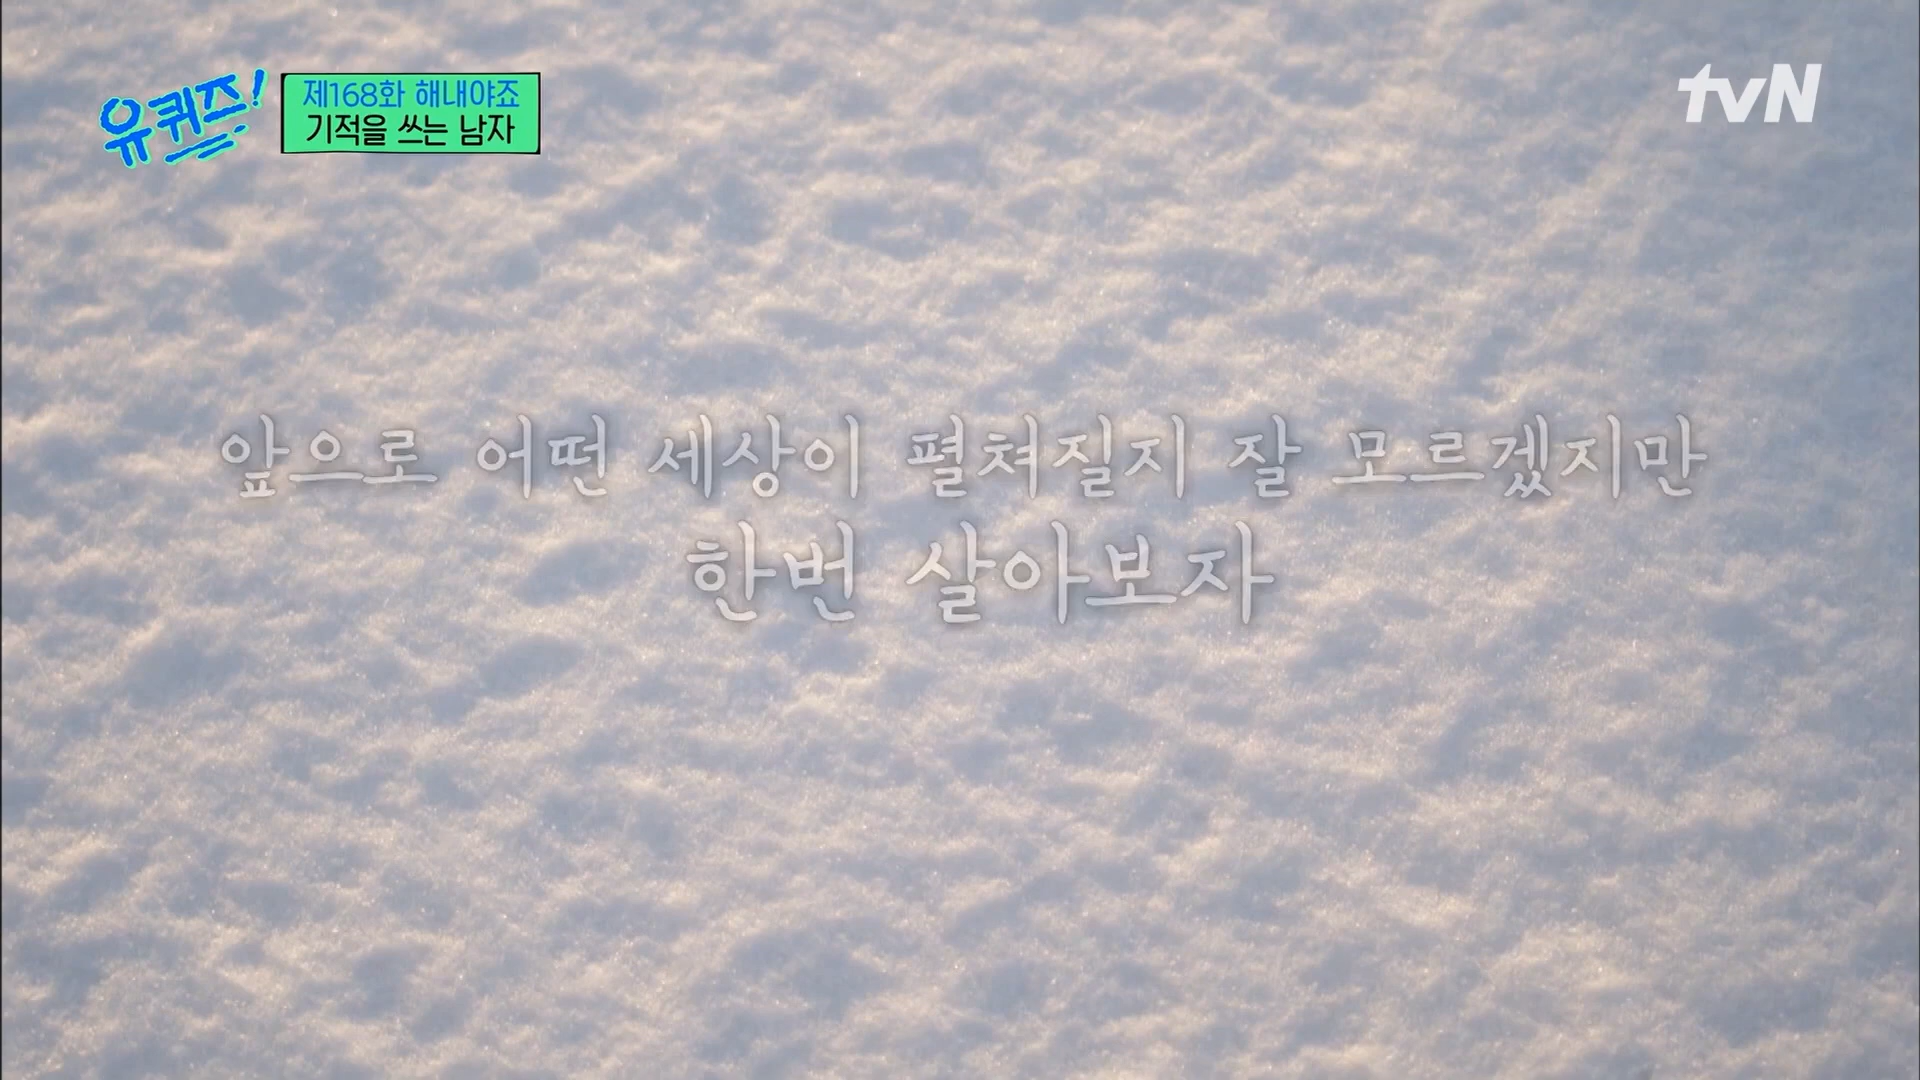 유퀴즈!
제168화 해내야죠
기적을 쓰는 남자
tvN
앞으로 어떤 세상이 펼쳐질지 잘 모르겠지만
한번 살아보자